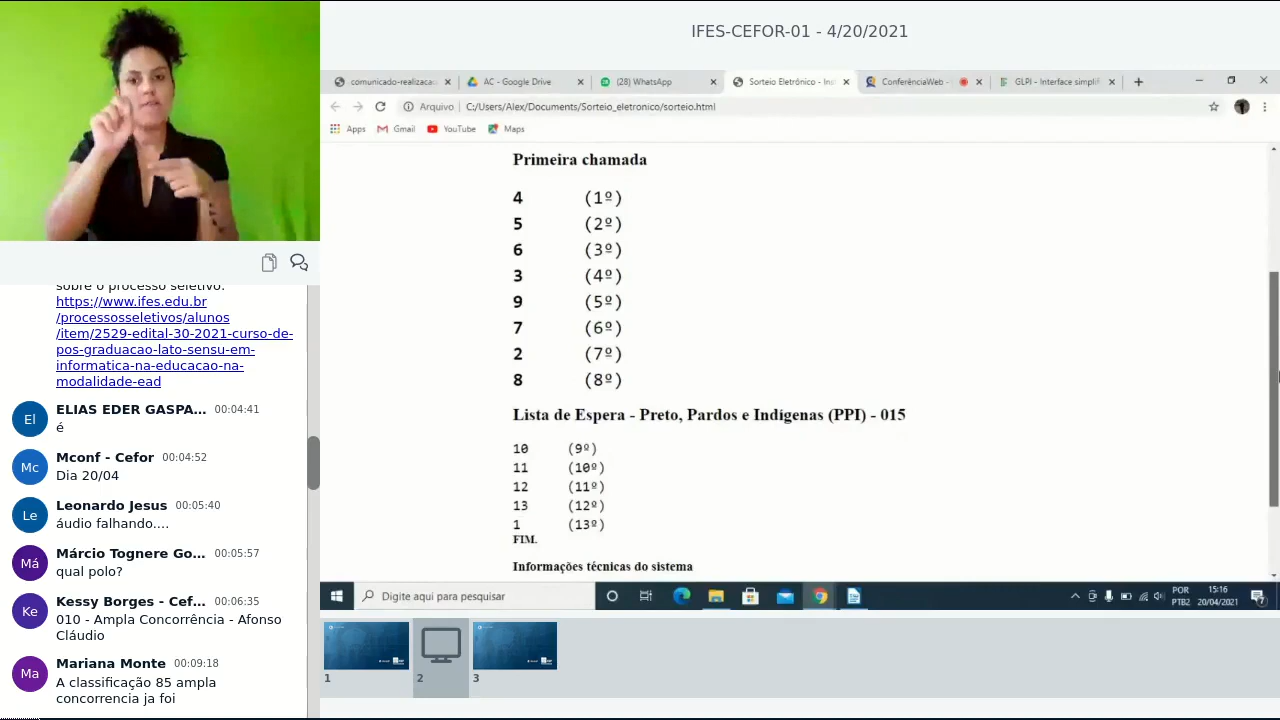 IFES-CEFOR-01 - 4/20/2021
comunicado-realizaca
AC - Google Drive
(28) WhatsApp
Sorteio Eletrônico - Ins
ConferênciaWeb -
GLPI - Interface simplif
Arquivo
C:/Users/Alex/Documents/Sorteio_eletronico/sorteio.html
Apps
Gmail
YouTube
Maps
Primeira chamada
4 (1º)
5 (2º)
6 (3º)
3 (4º)
9 (5º)
7 (6º)
2 (7º)
8 (8º)
Lista de Espera - Preto, Pardos e Indígenas (PPI) - 015
10 (9º)
11 (10º)
12 (11º)
13 (12º)
1 (13º)
FIM.
Informações técnicas do sistema
Digite aqui para pesquisar
POR
PTB2
15:16
20/04/2021
7
1
2
3
sobre o processo seletivo:
https://www.ifes.edu.br
/processosseletivos/alunos
/item/2529-edital-30-2021-curso-de-
pos-graduacao-lato-sensu-em-
informatica-na-educacao-na-
modalidade-ead
El
ELIAS EDER GASPA... 00:04:41
é
Mc
Mconf - Cefor 00:04:52
Dia 20/04
Le
Leonardo Jesus 00:05:40
áudio falhando....
Má
Márcio Tognere Go... 00:05:57
qual polo?
Ke
Kessy Borges - Cef... 00:06:35
010 - Ampla Concorrência - Afonso
Cláudio
Ma
Mariana Monte 00:09:18
A classificação 85 ampla
concorrencia ja foi